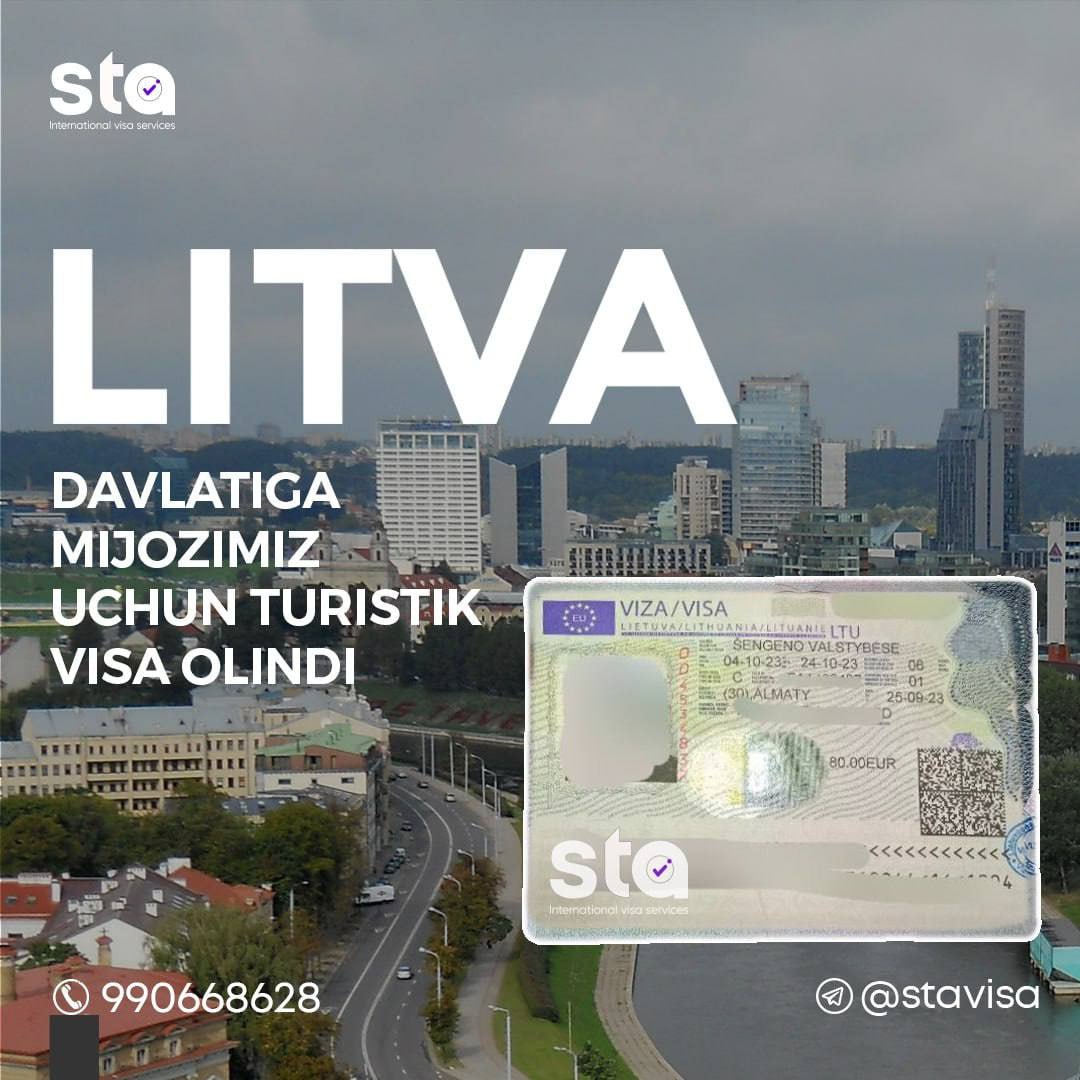 sta
International visa services
LITVA
DAVLATIGA
MIJOZIMIZ
UCHUN TURISTIK
VISA OLINDI
EU VIZA/VISA
LIETUVA/LITHUANIA/LITUANIE LTU
ŠENGENO VALSTYBĖSE
04-10-23 24-10-23 06
C 01
(30) ALMATY 25-09-23
D
80.00EUR
<<<<<<<<<<<
sta
International visa services
990668628
@stavisa